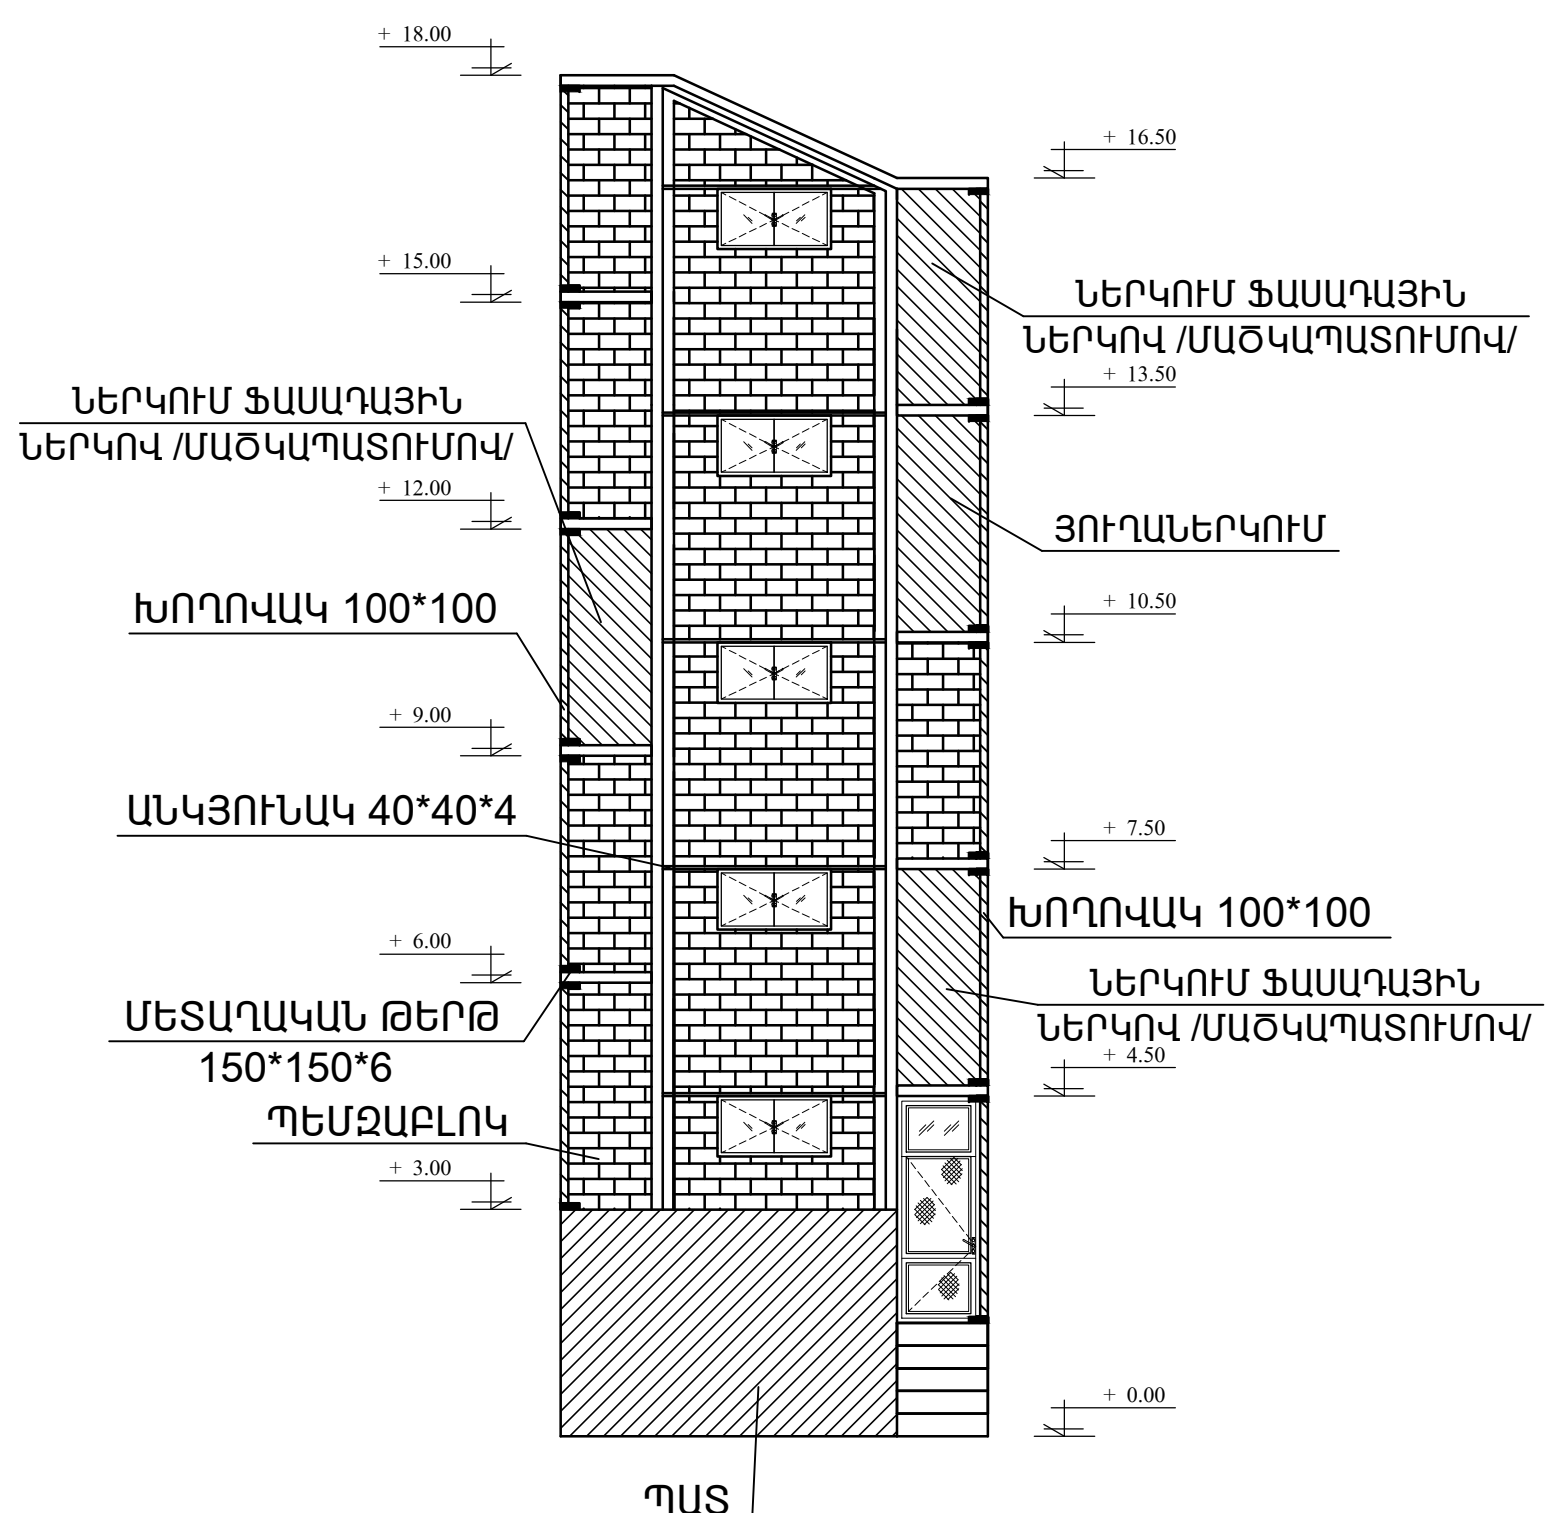 + 18.00
+ 16.50
+ 15.00
ՆԵՐԿՈՒՄ ՖԱՍԱԴԱՅԻՆ
ՆԵՐԿՈՎ /ՄԱԾԿԱՊԱՏՈՒՄՈՎ/
+ 13.50
ՆԵՐԿՈՒՄ ՖԱՍԱԴԱՅԻՆ
ՆԵՐԿՈՎ /ՄԱԾԿԱՊԱՏՈՒՄՈՎ/
+ 12.00
ՅՈՒՂԱՆԵՐԿՈՒՄ
ԽՈՂՈՎԱԿ 100*100
+ 10.50
+ 9.00
ԱՆԿՅՈՒՆԱԿ 40*40*4
+ 7.50
ԽՈՂՈՎԱԿ 100*100
+ 6.00
ՆԵՐԿՈՒՄ ՖԱՍԱԴԱՅԻՆ
ՆԵՐԿՈՎ /ՄԱԾԿԱՊԱՏՈՒՄՈՎ/
ՄԵՏԱՂԱԿԱՆ ԹԵՐԹ
150*150*6
+ 4.50
ՊԵՄԶԱԲԼՈԿ
+ 3.00
+ 0.00
ՊԱՏ